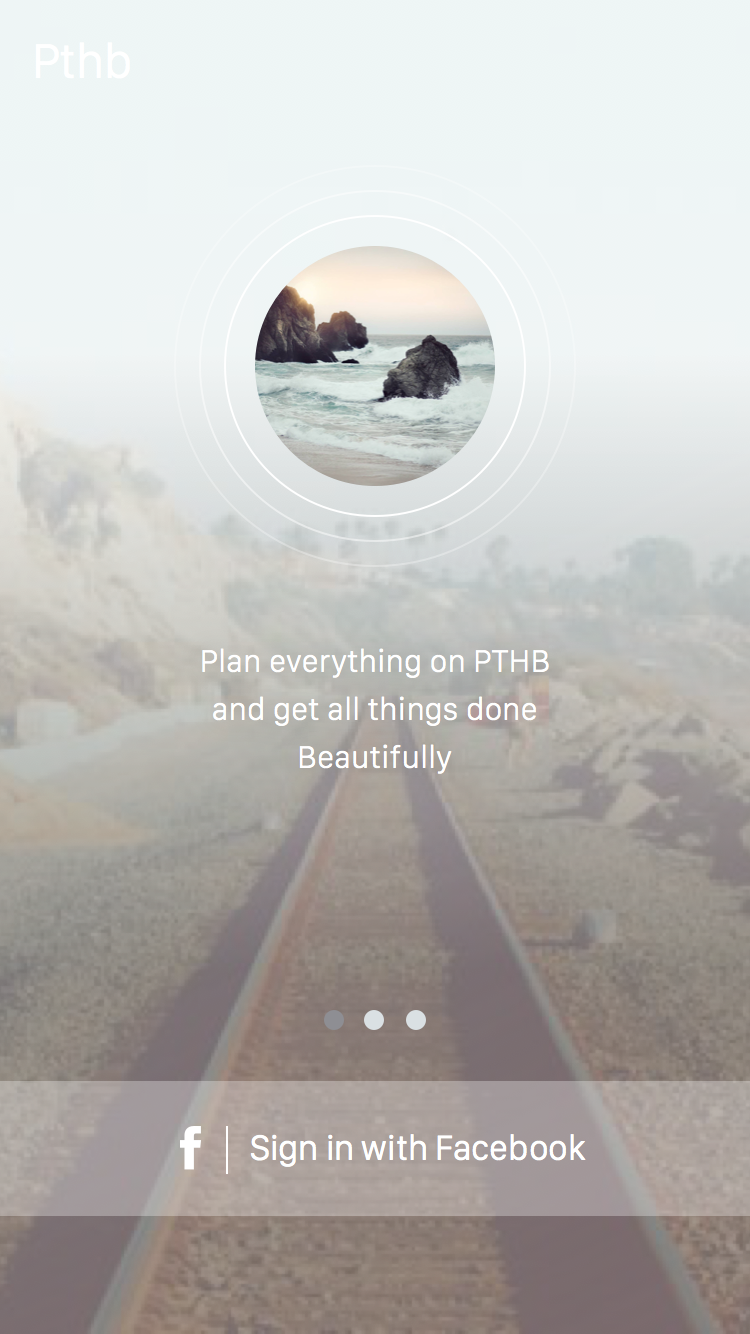 Pthb
Plan everything on PTHB
and get all things done
Beautifully
Sign in with Facebook